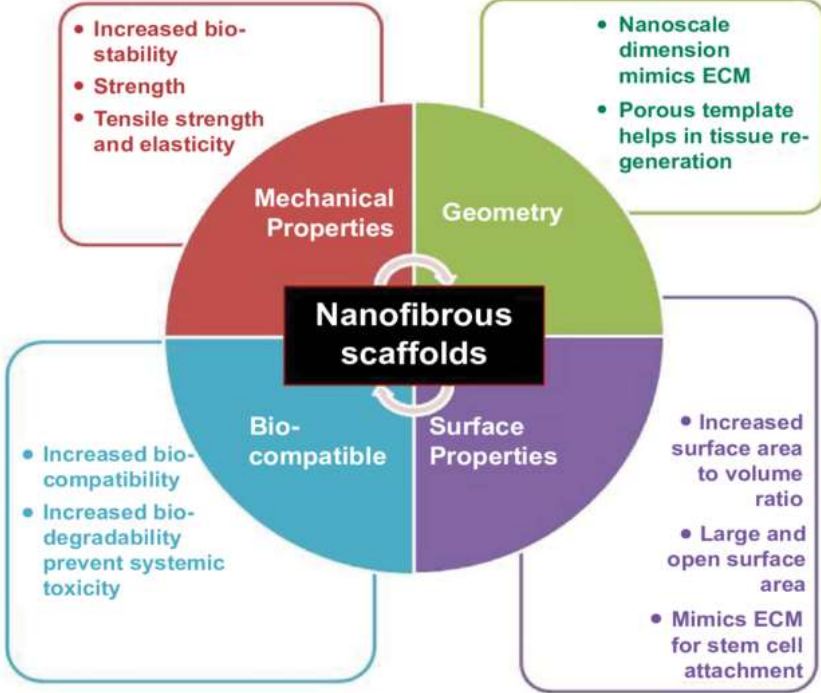 • Increased bio-
stability
• Strength
• Tensile strength
and elasticity
• Nanoscale
dimension
mimics ECM
• Porous template
helps in tissue re-
generation
Mechanical
Properties
Geometry
Nanofibrous
scaffolds
Bio-
compatible
Surface
Properties
• Increased bio-
compatibility
• Increased bio-
degradability
prevent systemic
toxicity
• Increased
surface area
to volume
ratio
• Large and
open surface
area
• Mimics ECM
for stem cell
attachment